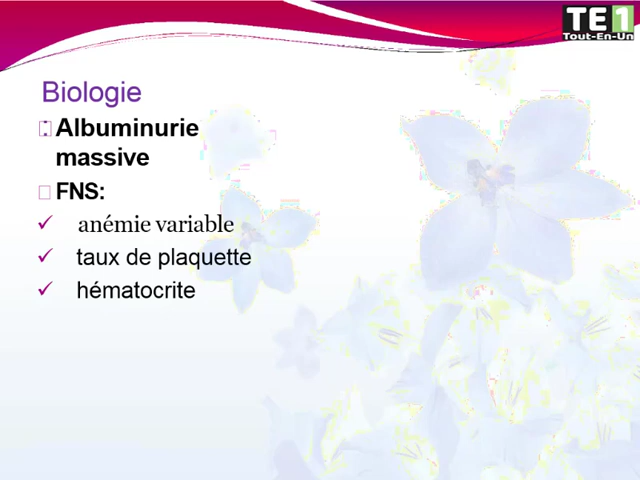 TE1
Tout-En-Un
Biologie
Albuminurie
massive
FNS:
✓ anémie variable
✓ taux de plaquette
✓ hématocrite